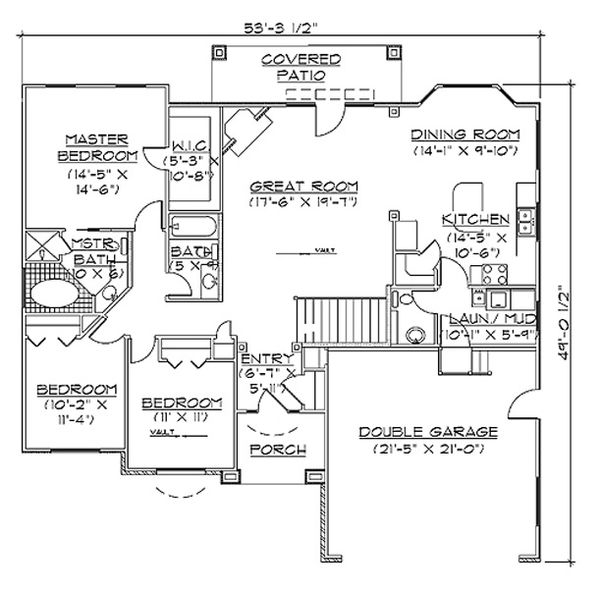 53'-3 1/2"
COVERED
PATIO
MASTER
BEDROOM
(14'-5" X
14'-6")
W.I.C.
(5'-3" X
10'-8")
DINING ROOM
(14'-1" X 9'-10")
GREAT ROOM
(17'-6" X 19'-7")
KITCHEN
(14'-5" X
10'-6")
MSTR
BATH
(10 X 6)
BATH
(5 X 9)
VAULT
LAUN./ MUD
(10'-1" X 5'-9")
49'-0 1/2"
ENTRY
(6'-7" X
5'-11")
BEDROOM
(10'-2" X
11'-4")
BEDROOM
(11' X 11')
VAULT
DOUBLE GARAGE
(21'-5" X 21'-0")
PORCH